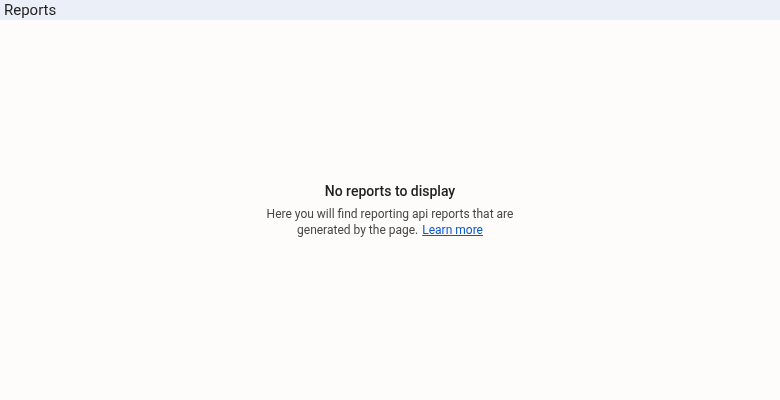 Reports
No reports to display
Here you will find reporting api reports that are
generated by the page. Learn more